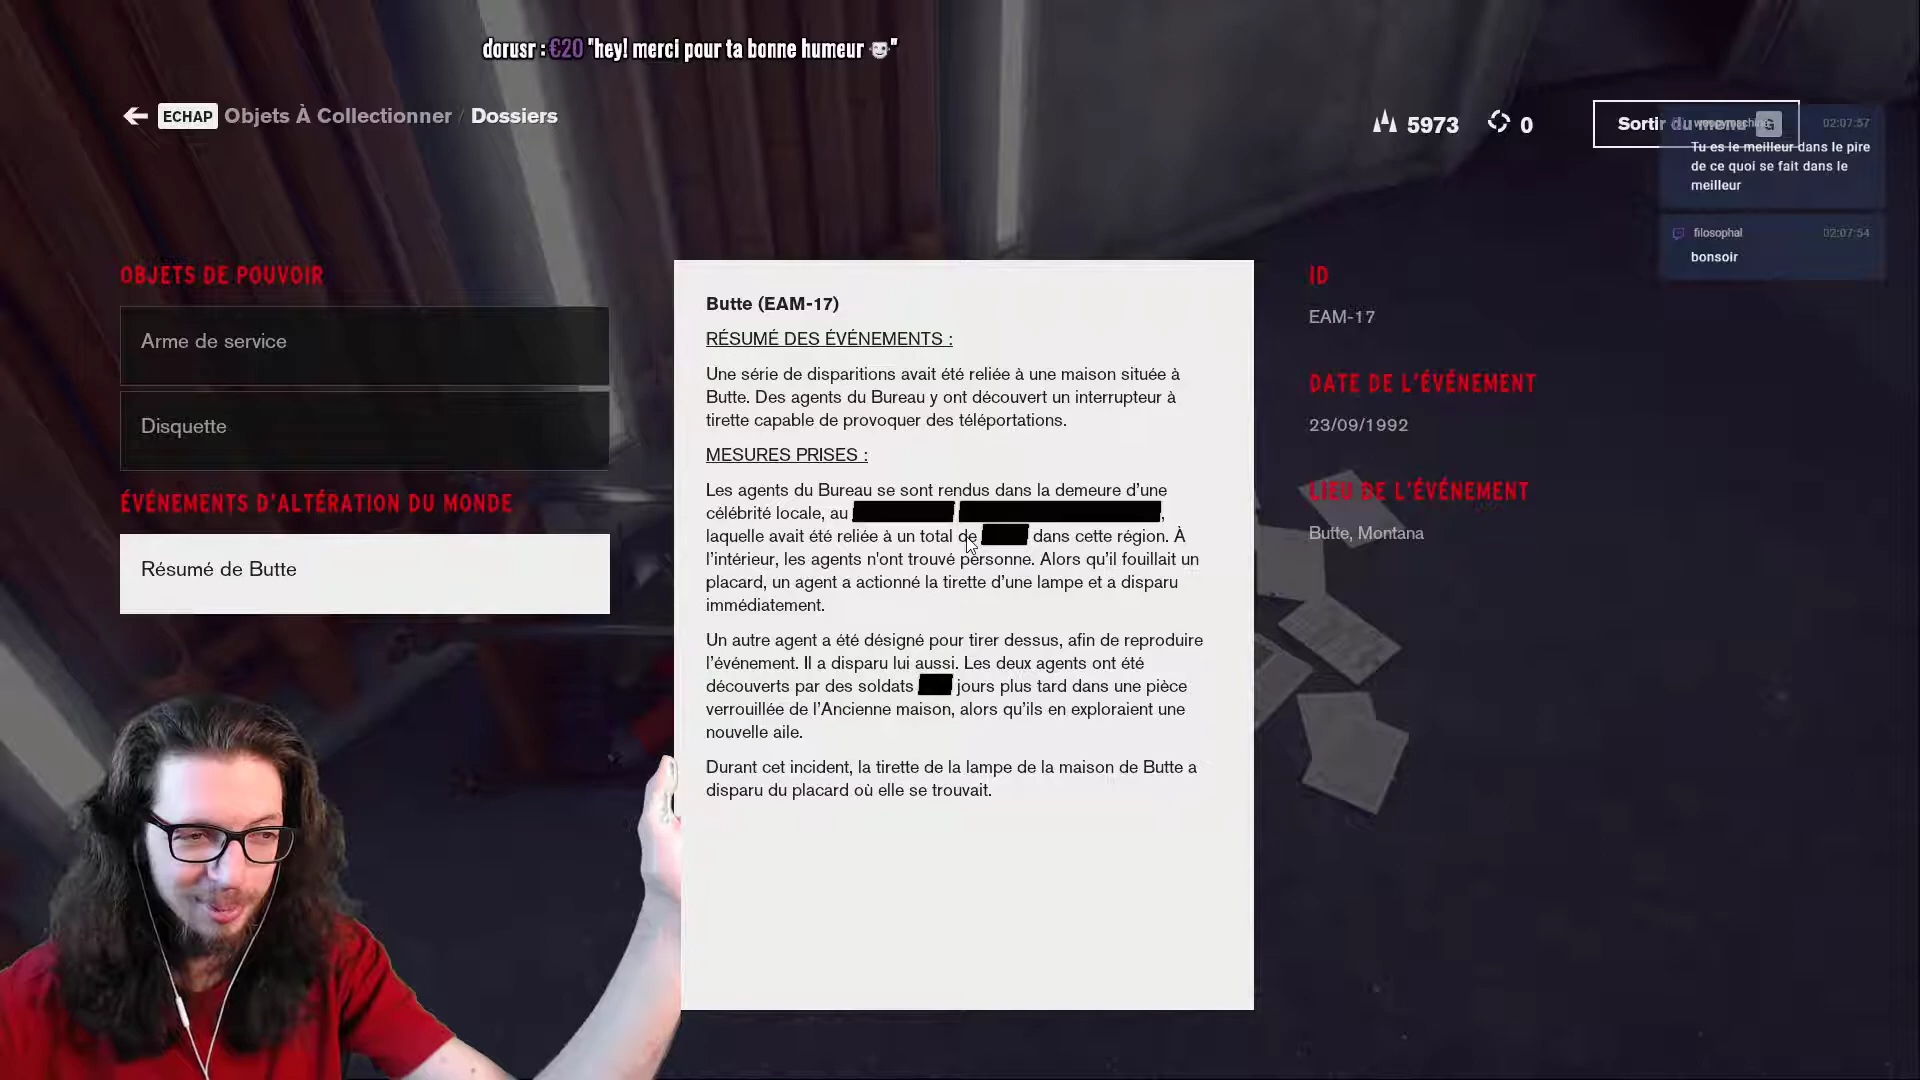 dorusr : €20 "hey! merci pour ta bonne humeur "
ECHAP Objets À Collectionner / Dossiers
5973 0
Sortir du menu G
02:07:57
Tu es le meilleur dans le pire
de ce quoi se fait dans le
meilleur
filosophal 02:07:54
bonsoir
OBJETS DE POUVOIR
Arme de service
Disquette
ÉVÉNEMENTS D'ALTÉRATION DU MONDE
Résumé de Butte
Butte (EAM-17)
RÉSUMÉ DES ÉVÉNEMENTS :
Une série de disparitions avait été reliée à une maison située à
Butte. Des agents du Bureau y ont découvert un interrupteur à
tirette capable de provoquer des téléportations.
MESURES PRISES :
Les agents du Bureau se sont rendus dans la demeure d'une
célébrité locale, au ,
laquelle avait été reliée à un total de dans cette région. À
l'intérieur, les agents n'ont trouvé personne. Alors qu'il fouillait un
placard, un agent a actionné la tirette d'une lampe et a disparu
immédiatement.
Un autre agent a été désigné pour tirer dessus, afin de reproduire
l'événement. Il a disparu lui aussi. Les deux agents ont été
découverts par des soldats jours plus tard dans une pièce
verrouillée de l'Ancienne maison, alors qu'ils en exploraient une
nouvelle aile.
Durant cet incident, la tirette de la lampe de la maison de Butte a
disparu du placard où elle se trouvait.
ID
EAM-17
DATE DE L'ÉVÉNEMENT
23/09/1992
LIEU DE L'ÉVÉNEMENT
Butte, Montana